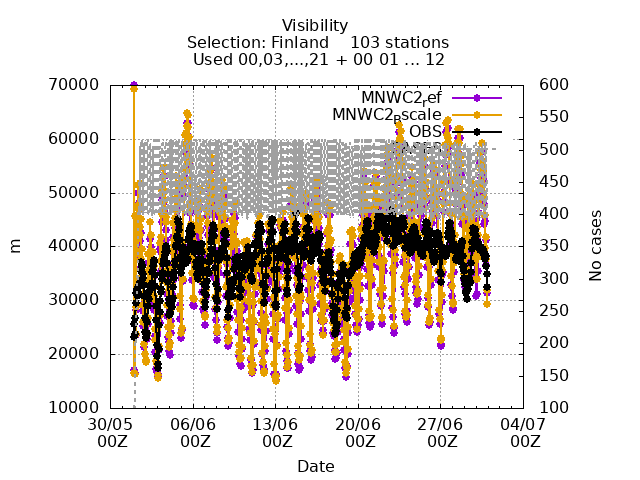 Visibility
Selection: Finland 103 stations
Used 00,03,...,21 + 00 01 ... 12
70000
60000
50000
40000
30000
20000
10000
m
600
550
500
450
400
350
300
250
200
150
100
No cases
MNWC2ref
MNWC2Bscale
OBS
30/05 06/06 13/06 20/06 27/06 04/07
00Z 00Z 00Z 00Z 00Z 00Z
Date